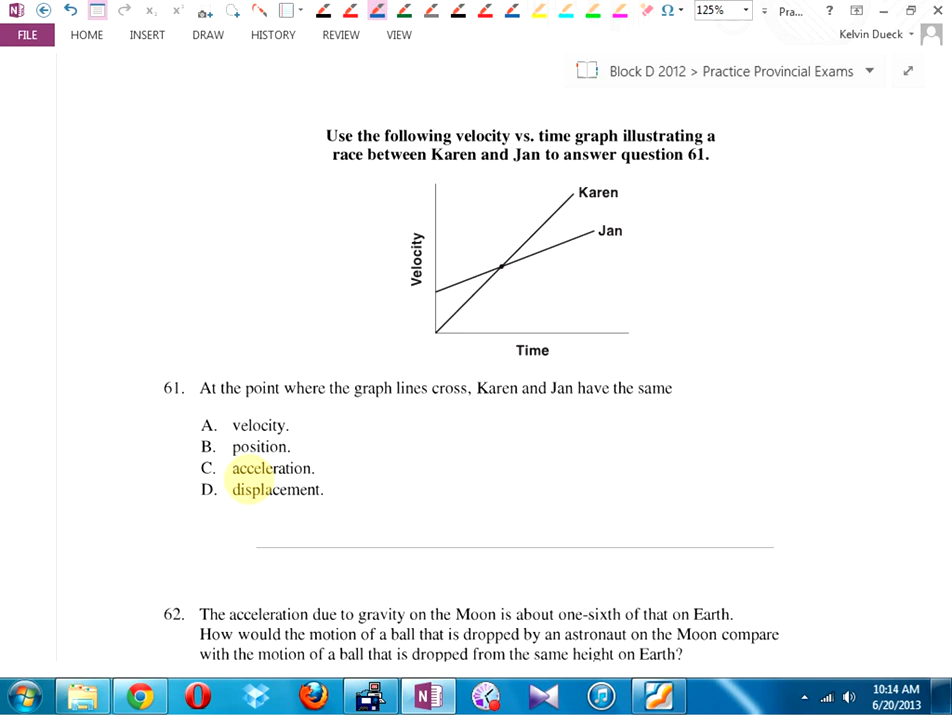 125%
Pra...
?
FILE
HOME
INSERT
DRAW
HISTORY
REVIEW
VIEW
Kelvin Dueck
Block D 2012 > Practice Provincial Exams
Use the following velocity vs. time graph illustrating a
race between Karen and Jan to answer question 61.
Karen
Jan
Velocity
Time
61. At the point where the graph lines cross, Karen and Jan have the same
A. velocity.
B. position.
C. acceleration.
D. displacement.
62. The acceleration due to gravity on the Moon is about one-sixth of that on Earth.
How would the motion of a ball that is dropped by an astronaut on the Moon compare
with the motion of a ball that is dropped from the same height on Earth?
10:14 AM
6/20/2013